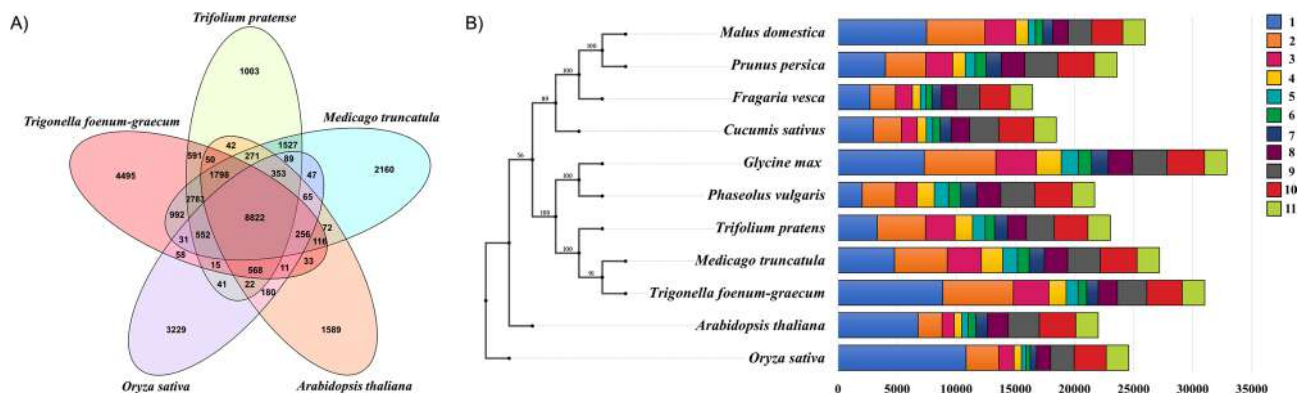 A)
Trifolium pratense
1003
Trigonella foenum-graecum
Medicago truncatula
42
1527
591
50
271
89
4495
1798
353
47
2160
2783
65
992
8822
72
31
552
256
116
58
33
15
568
11
41
22
180
3229
1589
Oryza sativa
Arabidopsis thaliana
B)
Malus domestica
100
Prunus persica
100
Fragaria vesca
Cucumis sativus
56
Glycine max
100
Phaseolus vulgaris
100
Trifolium pratens
100
Medicago truncatula
Trigonella foenum-graecum
Arabidopsis thaliana
Oryza sativa
0 5000 10000 15000 20000 25000 30000 35000
1
2
3
4
5
6
7
8
9
10
11